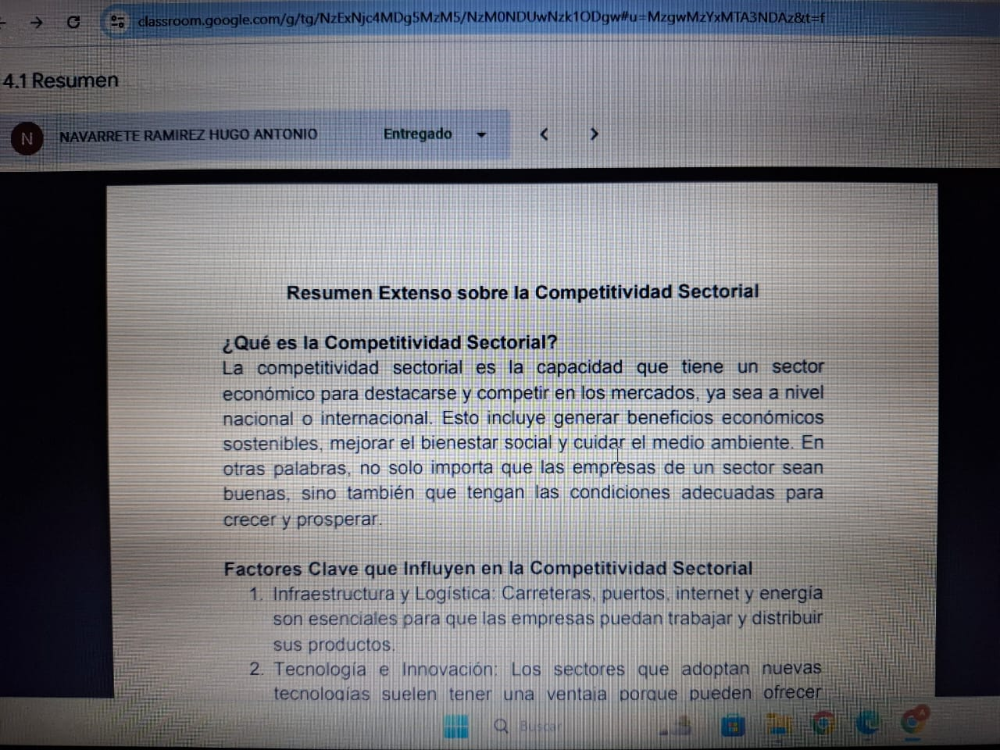 classroom.google.com/g/tg/NzExNjc4MDg5MzM5/NzM0NDUwNzk1ODgw#u=MzgwMzYxMTA3NDAz&t=f
4.1 Resumen
N NAVARRETE RAMIREZ HUGO ANTONIO Entregado
Resumen Extenso sobre la Competitividad Sectorial
¿Qué es la Competitividad Sectorial?
La competitividad sectorial es la capacidad que tiene un sector
económico para destacarse y competir en los mercados, ya sea a nivel
nacional o internacional. Esto incluye generar beneficios económicos
sostenibles, mejorar el bienestar social y cuidar el medio ambiente. En
otras palabras, no solo importa que las empresas de un sector sean
buenas, sino también que tengan las condiciones adecuadas para
crecer y prosperar.
Factores Clave que Influyen en la Competitividad Sectorial
1. Infraestructura y Logística: Carreteras, puertos, internet y energía
son esenciales para que las empresas puedan trabajar y distribuir
sus productos.
2. Tecnología e Innovación: Los sectores que adoptan nuevas
tecnologías suelen tener una ventaja porque pueden ofrecer
Buscar
A